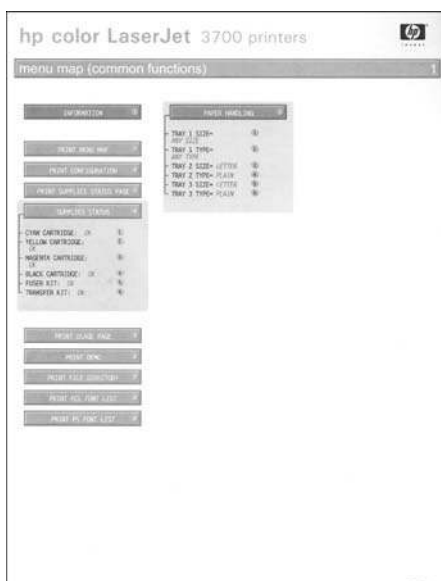 hp color LaserJet 3700 printers
hp
invent
menu map (common functions)
1
INFORMATION
PRINT MENU MAP
PRINT CONFIGURATION
PRINT SUPPLIES STATUS PAGE
SUPPLIES STATUS
CYAN CARTRIDGE: OK
YELLOW CARTRIDGE:
OK
MAGENTA CARTRIDGE:
OK
BLACK CARTRIDGE: OK
FUSER KIT: OK
TRANSFER KIT: OK
PRINT USAGE PAGE
PRINT DEMO
PRINT FILE DIRECTORY
PRINT PCL FONT LIST
PRINT PS FONT LIST
PAPER HANDLING
TRAY 1 SIZE=
ANY SIZE
TRAY 1 TYPE=
ANY TYPE
TRAY 2 SIZE= LETTER
TRAY 2 TYPE= PLAIN
TRAY 3 SIZE= LETTER
TRAY 3 TYPE= PLAIN